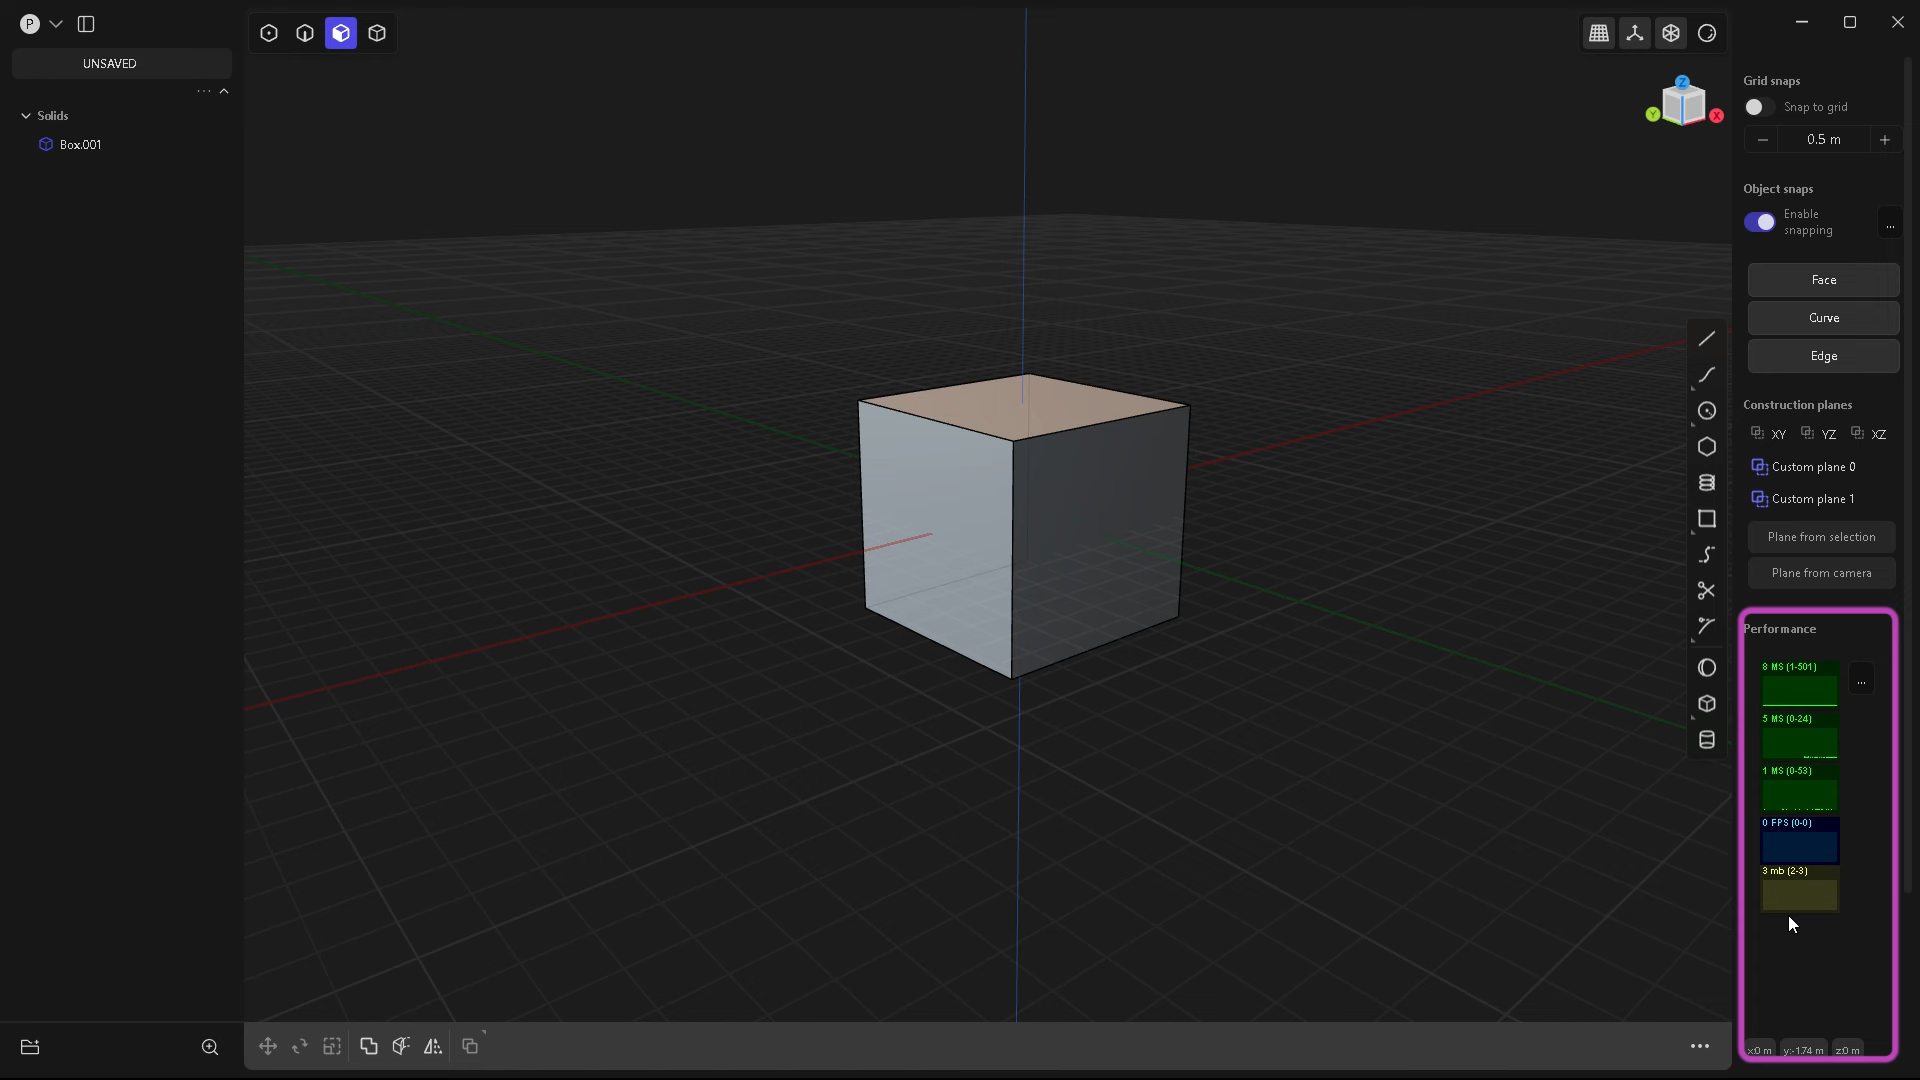 P
UNSAVED
Solids
Box.001
Z
Y
X
Grid snaps
Snap to grid
0.5 m
Object snaps
Enable
snapping
...
Face
Curve
Edge
Construction planes
XY YZ XZ
Custom plane 0
Custom plane 1
Plane from selection
Plane from camera
Performance
8 MS (1-501)
...
5 MS (0-24)
1 MS (0-53)
0 FPS (0-0)
3 mb (2-3)
x:0 m y:-1.74 m z:0 m